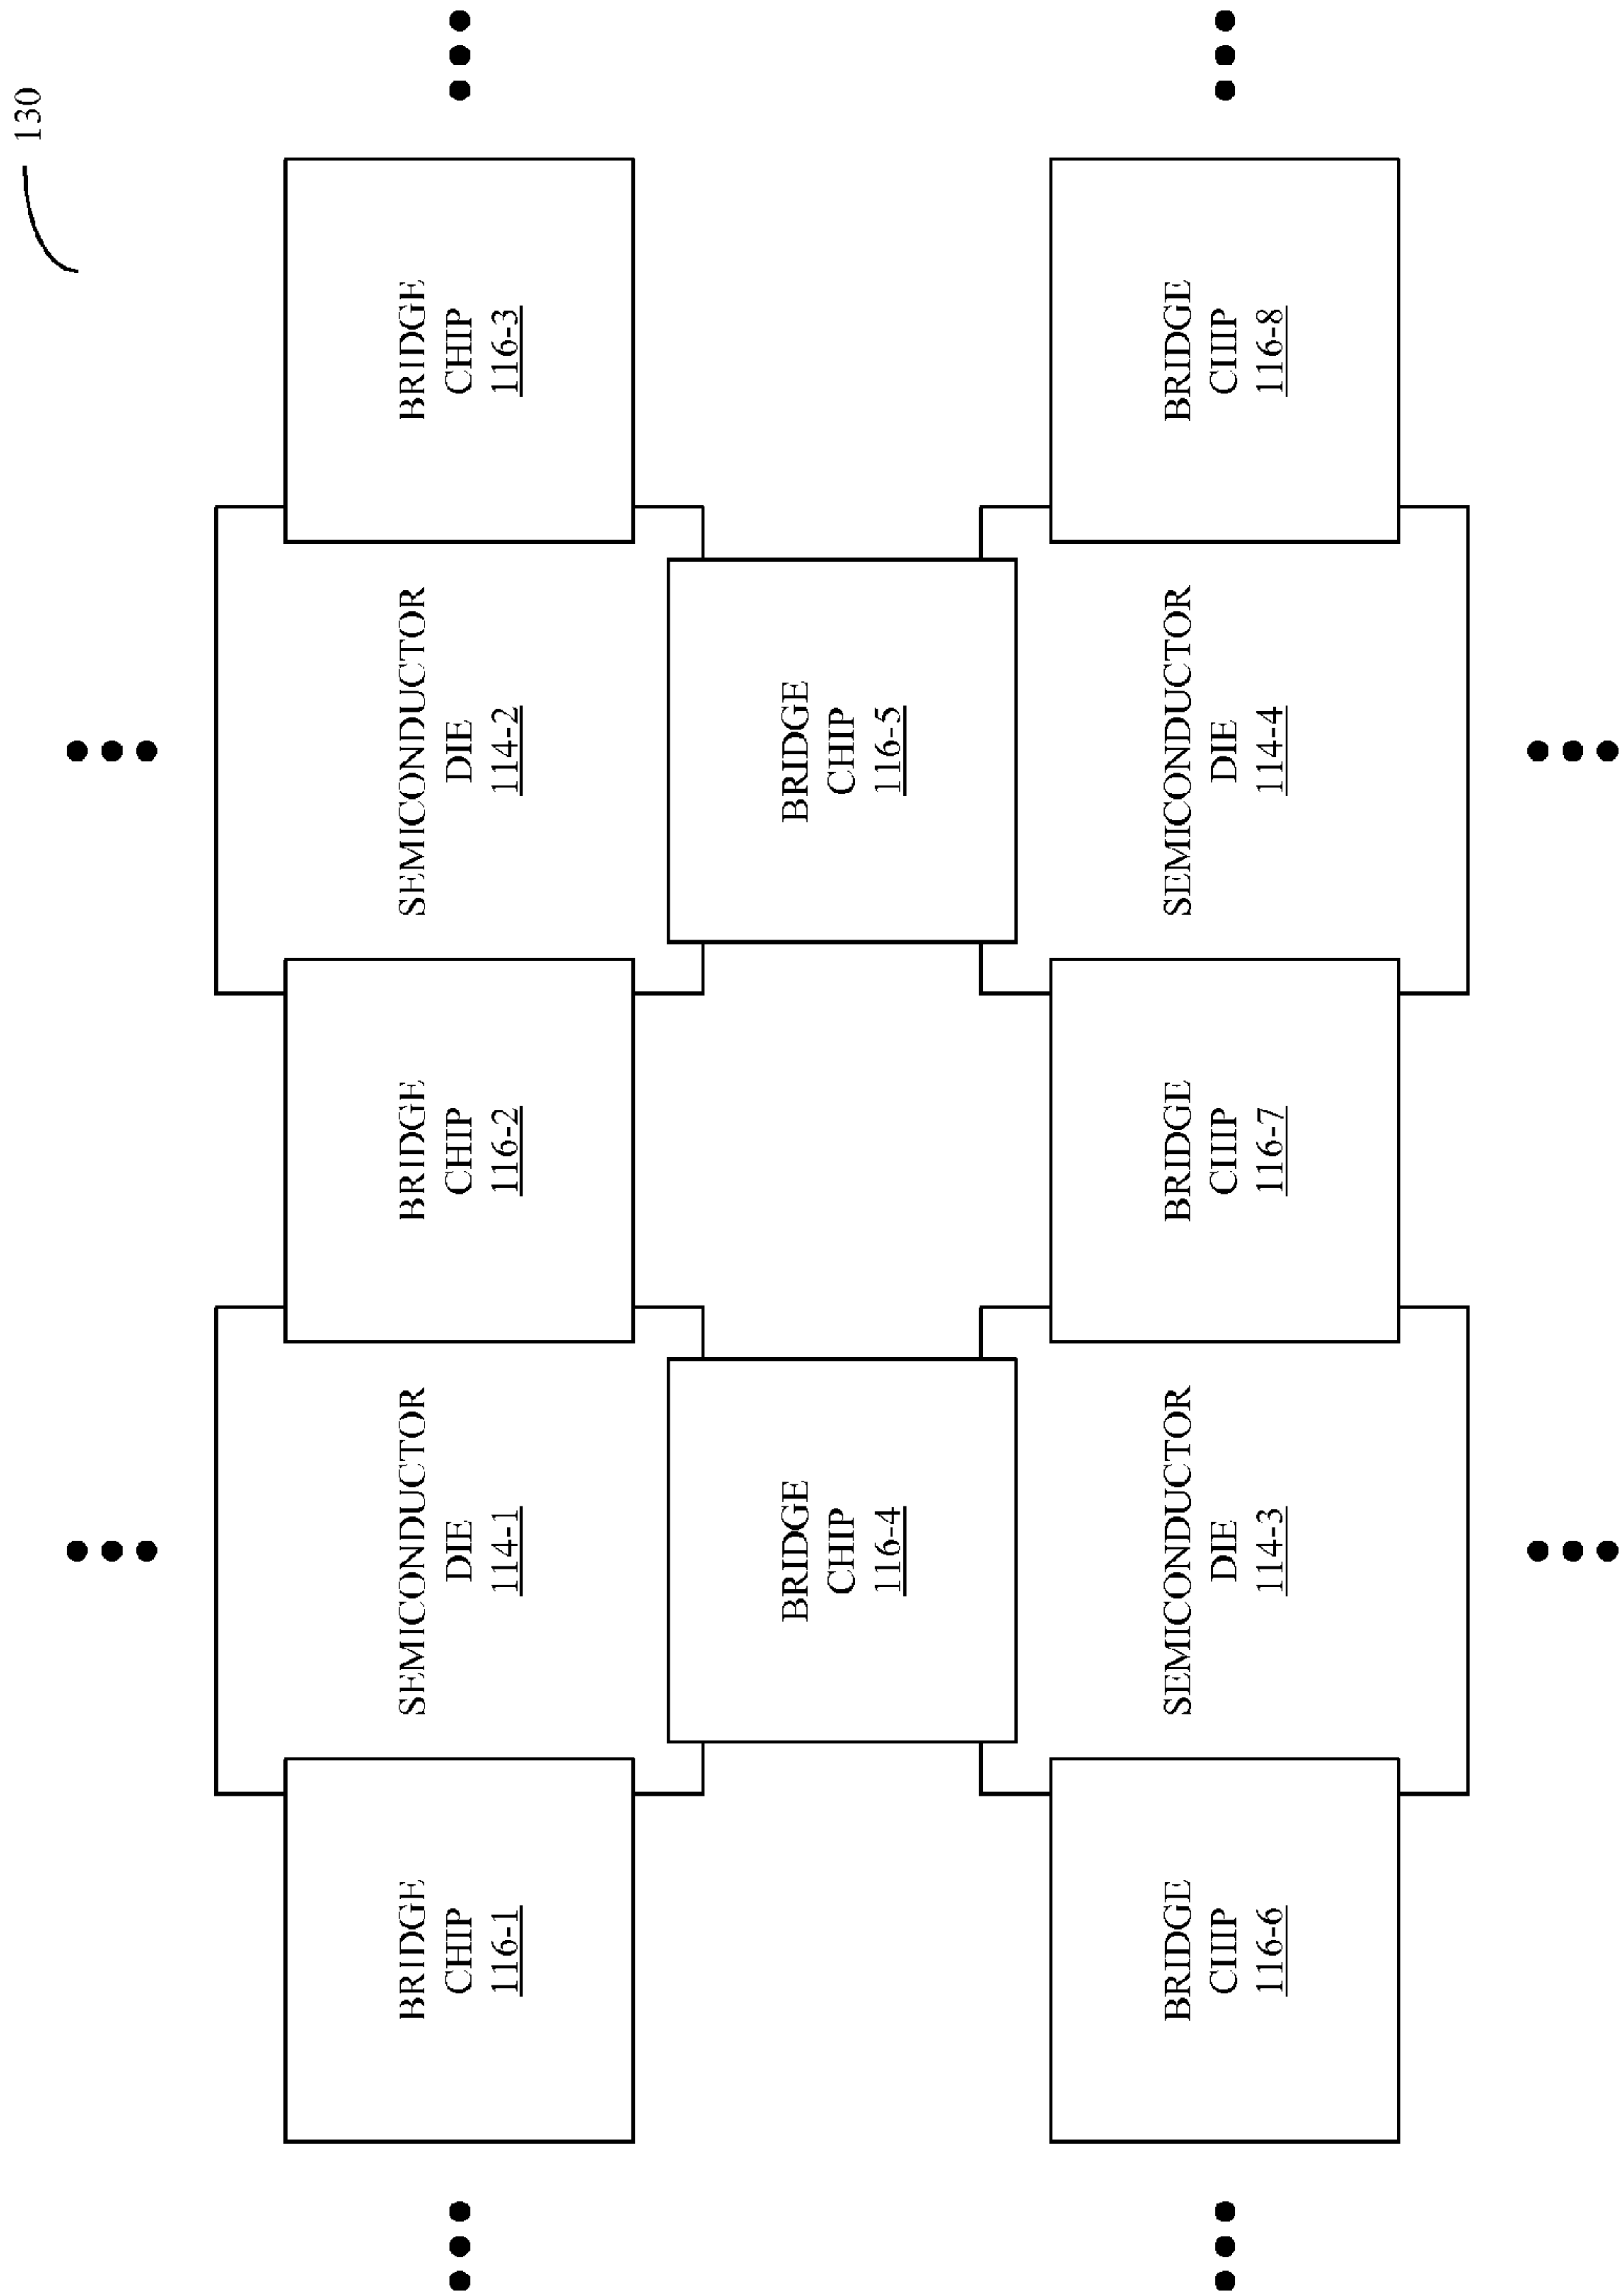 130
BRIDGE
CHIP
116-1
SEMICONDUCTOR
DIE
114-1
BRIDGE
CHIP
116-2
SEMICONDUCTOR
DIE
114-2
BRIDGE
CHIP
116-3
BRIDGE
CHIP
116-4
BRIDGE
CHIP
116-5
BRIDGE
CHIP
116-6
SEMICONDUCTOR
DIE
114-3
BRIDGE
CHIP
116-7
SEMICONDUCTOR
DIE
114-4
BRIDGE
CHIP
116-8